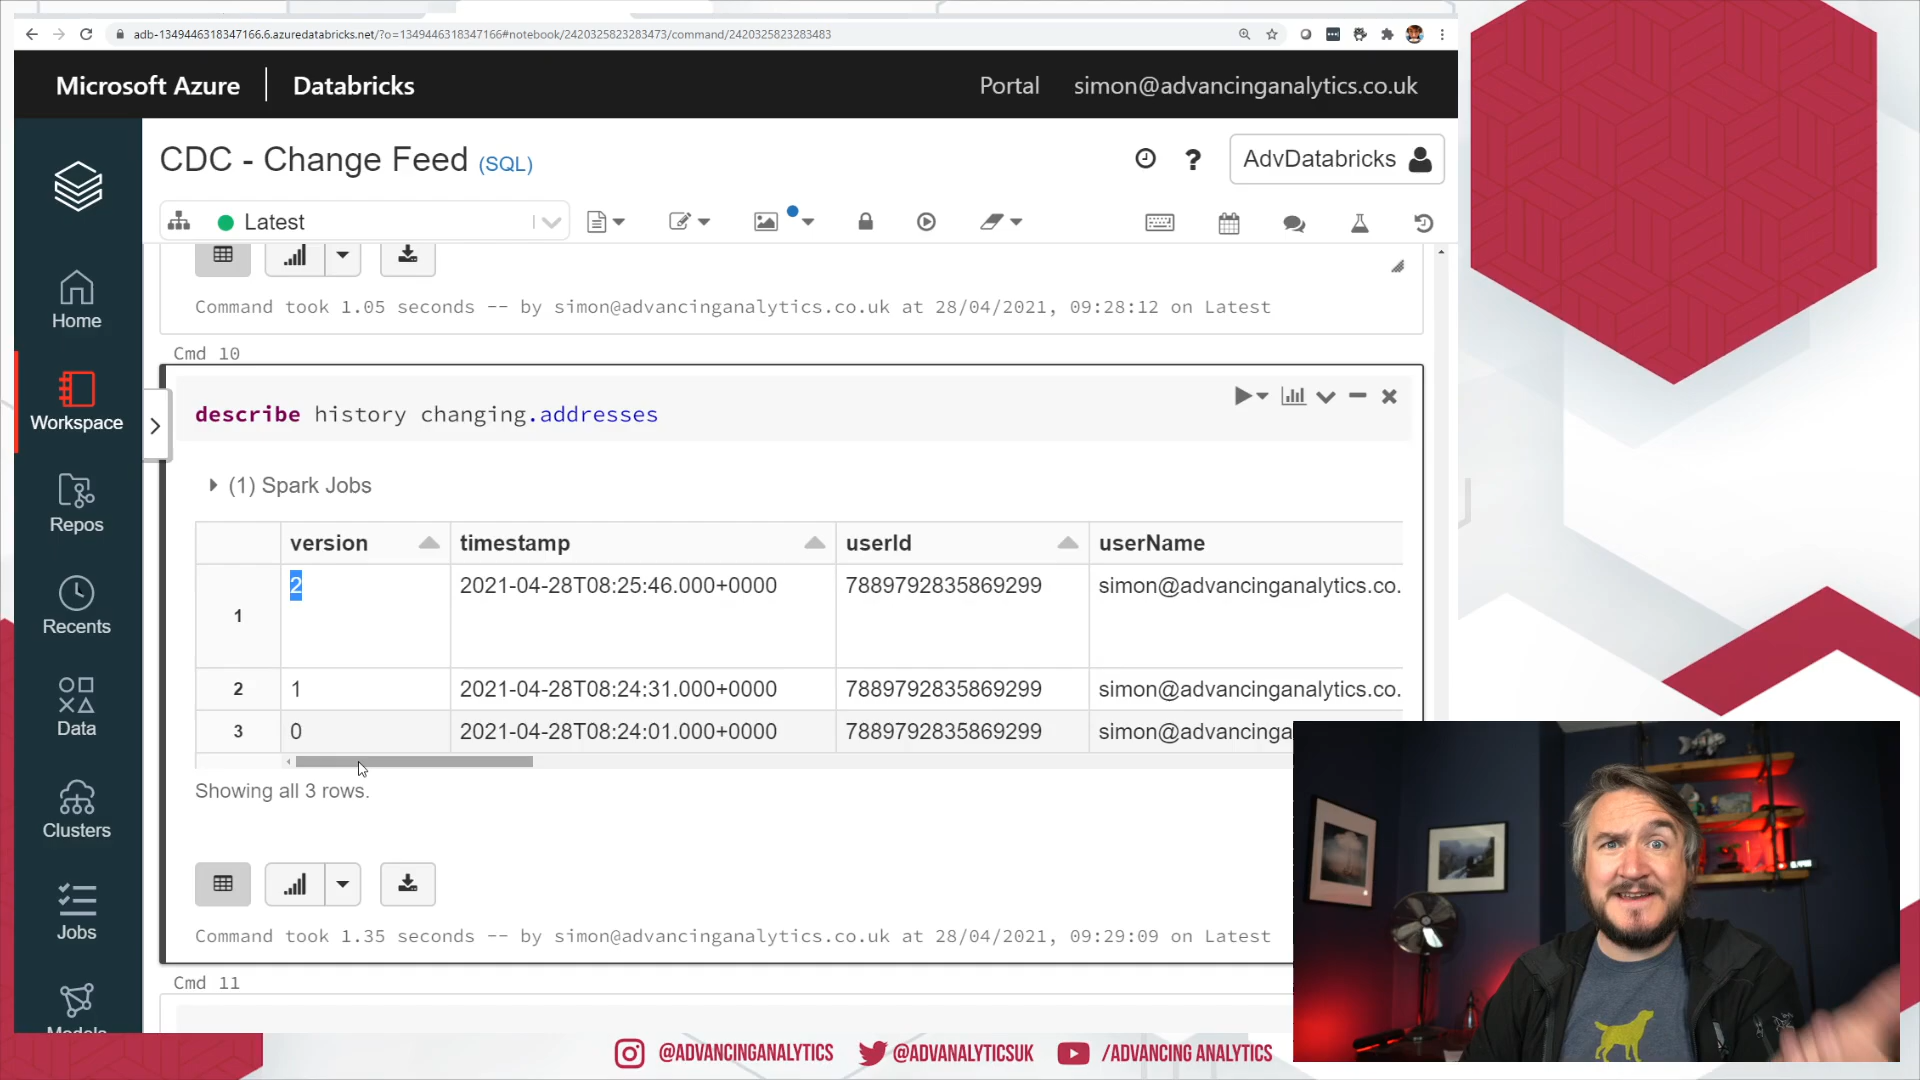 adb-1349446318347166.6.azuredatabricks.net/?o=1349446318347166#notebook/2420325823283473/command/2420325823283483
Microsoft Azure | Databricks
Portal
simon@advancinganalytics.co.uk
CDC - Change Feed (SQL)
? AdvDatabricks
Latest
Home
Workspace
Repos
Recents
Data
Clusters
Jobs
Models
Command took 1.05 seconds -- by simon@advancinganalytics.co.uk at 28/04/2021, 09:28:12 on Latest
Cmd 10
describe history changing.addresses
(1) Spark Jobs
version timestamp userId userName
1 2 2021-04-28T08:25:46.000+0000 7889792835869299 simon@advancinganalytics.co.
2 1 2021-04-28T08:24:31.000+0000 7889792835869299 simon@advancinganalytics.co.
3 0 2021-04-28T08:24:01.000+0000 7889792835869299 simon@advancinga
Showing all 3 rows.
Command took 1.35 seconds -- by simon@advancinganalytics.co.uk at 28/04/2021, 09:29:09 on Latest
Cmd 11
@ADVANCINGANALYTICS @ADVANALYTICSUK /ADVANCING ANALYTICS